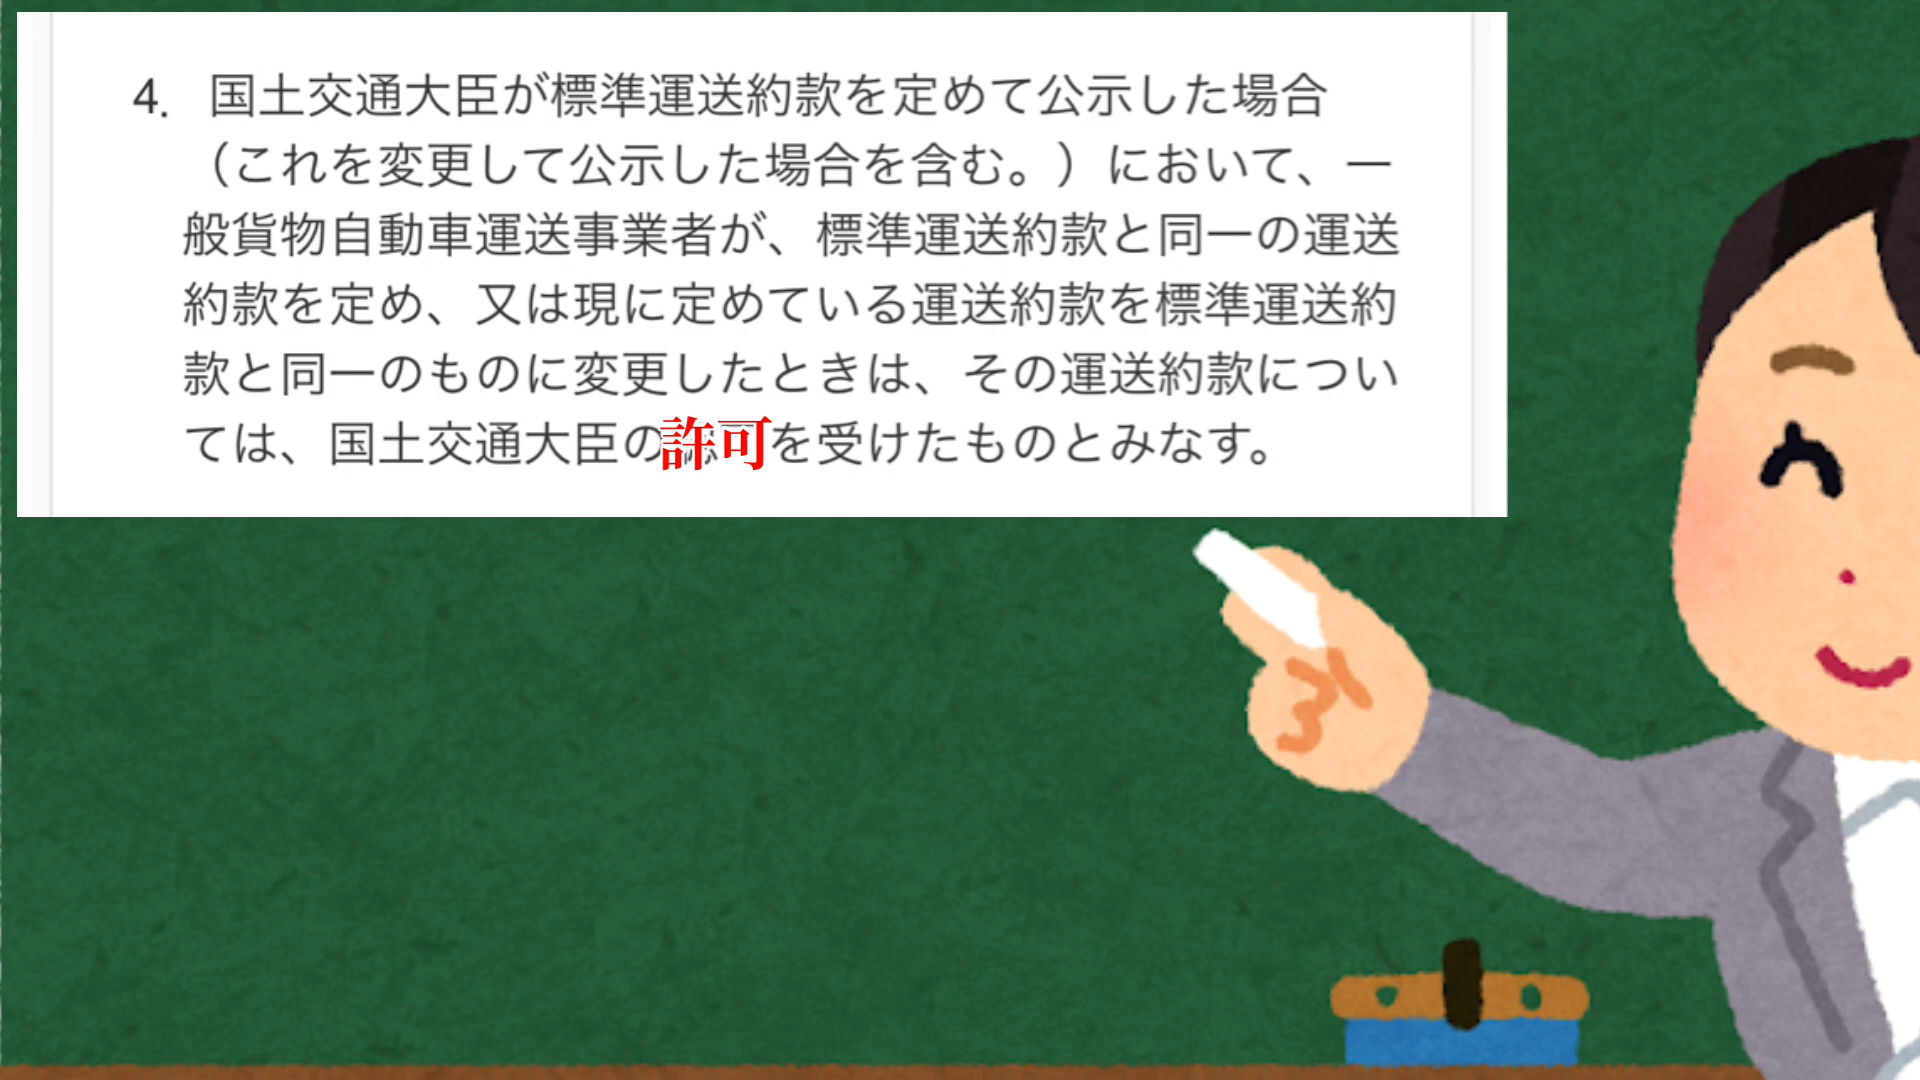 4. 国土交通大臣が標準運送約款を定めて公示した場合
（これを変更して公示した場合を含む。）において、一
般貨物自動車運送事業者が、標準運送約款と同一の運送
約款を定め、又は現に定めている運送約款を標準運送約
款と同一のものに変更したときは、その運送約款につい
ては、国土交通大臣の許可を受けたものとみなす。